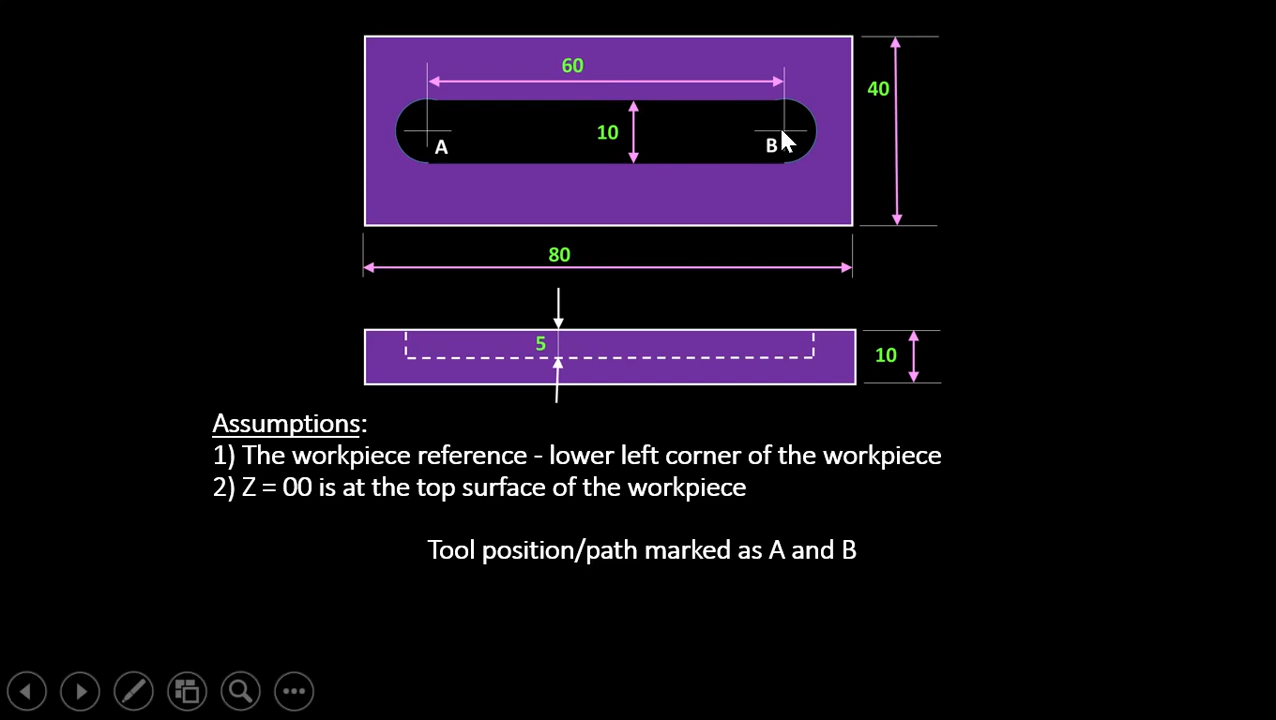 60
40
10
A
B
80
5
10
Assumptions:
1) The workpiece reference - lower left corner of the workpiece
2) Z = 00 is at the top surface of the workpiece
Tool position/path marked as A and B